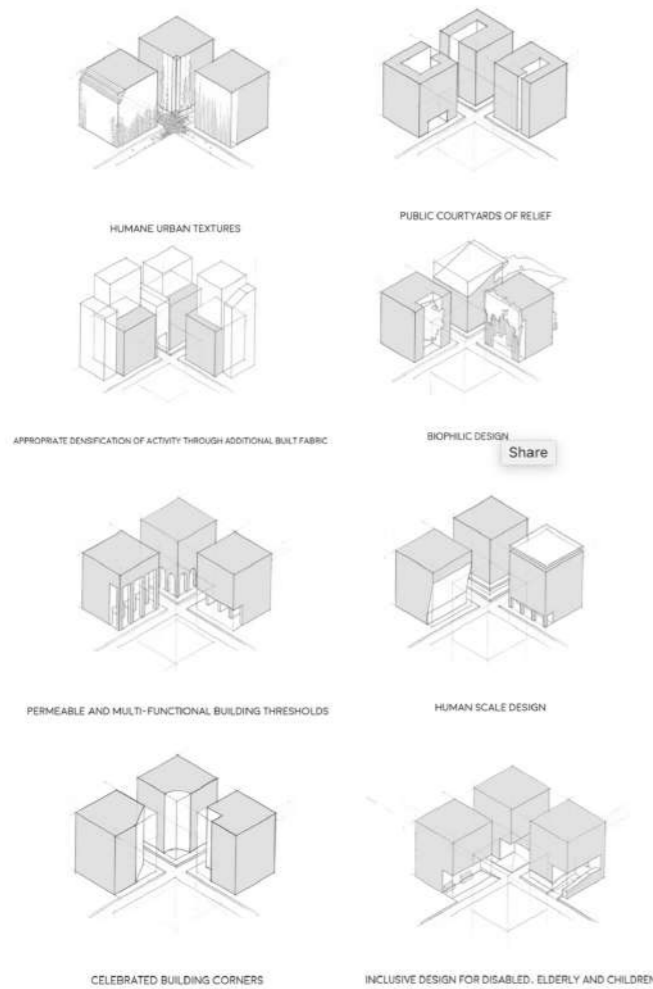 HUMANE URBAN TEXTURES
PUBLIC COURTYARDS OF RELIEF
APPROPRIATE DENSIFICATION OF ACTIVITY THROUGH ADDITIONAL BUILT FABRIC
BIOPHILIC DESIGN
Share
PERMEABLE AND MULTI-FUNCTIONAL BUILDING THRESHOLDS
HUMAN SCALE DESIGN
CELEBRATED BUILDING CORNERS
INCLUSIVE DESIGN FOR DISABLED, ELDERLY AND CHILDREN